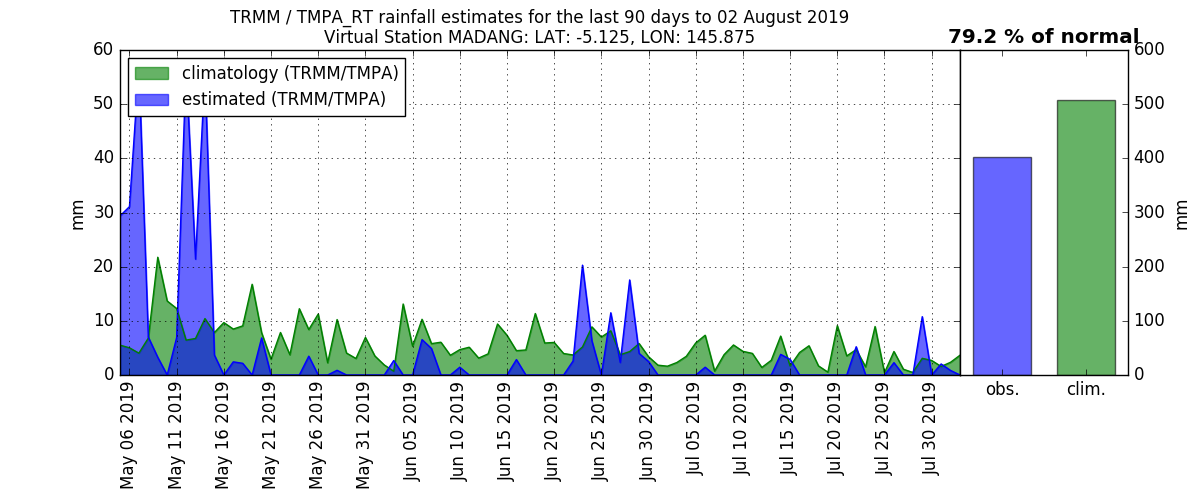 TRMM / TMPA_RT rainfall estimates for the last 90 days to 02 August 2019
Virtual Station MADANG: LAT: -5.125, LON: 145.875
79.2 % of normal
climatology (TRMM/TMPA)
estimated (TRMM/TMPA)
60
50
40
30
20
10
0
mm
May 06 2019
May 11 2019
May 16 2019
May 21 2019
May 26 2019
May 31 2019
Jun 05 2019
Jun 10 2019
Jun 15 2019
Jun 20 2019
Jun 25 2019
Jun 30 2019
Jul 05 2019
Jul 10 2019
Jul 15 2019
Jul 20 2019
Jul 25 2019
Jul 30 2019
obs.
clim.
600
500
400
300
200
100
0
mm